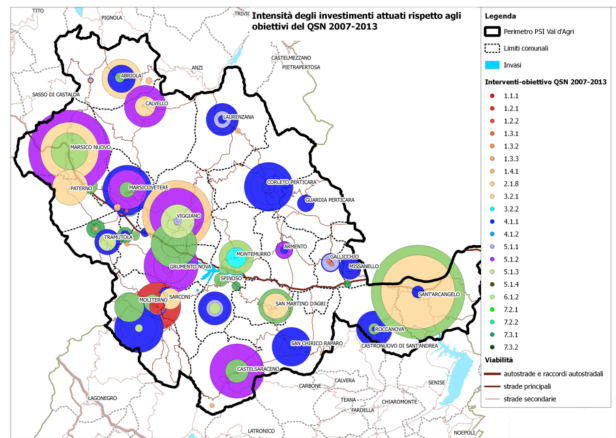 Intensità degli investimenti attuati rispetto agli
obiettivi del QSN 2007-2013
TITO
PIGNOLA
TRIVI
CASTELMEZZANO
PIETRAPERTOSA
ANZI
ABRIOLA
SASSO DI CASTALDA
CALVELLO
LAURENZANA
MARSICO NUOVO
CORLETO PERTICARA
PATERNO
MARSICOVETERE
GUARDIA PERTICARA
VIGGIANO
TRAMUTOLA
ARMENTO
MONTEMURRO
GALLICCHIO
MISSANELLO
GRUMENTO NOVA
SPINOSO
SANT'ARCANGELO
SARCONI
MOLITERNO
SAN MARTINO D'AGRI
ROCCANOVA
SAN CHIRICO RAPARO
CASTRONUOVO DI SANT'ANDREA
CASTELSARACENO
CALVERA
CARBONE
SENISE
TEANA
CHIAROMONTE
FARDELLA
LAGONEGRO
LATRONICO
NOEPOLI
Legenda
Perimetro PSI Val d'Agri
Limiti comunali
Invasi
Interventi-obiettivo QSN 2007-2013
1.1.1
1.2.1
1.2.2
1.3.1
1.3.2
1.3.3
1.4.1
2.1.8
3.2.1
3.2.2
4.1.1
4.1.2
5.1.1
5.1.2
5.1.3
5.1.4
6.1.2
7.2.1
7.2.2
7.3.1
7.3.2
Viabilità
autostrade e raccordi autostradali
strade principali
strade secondarie